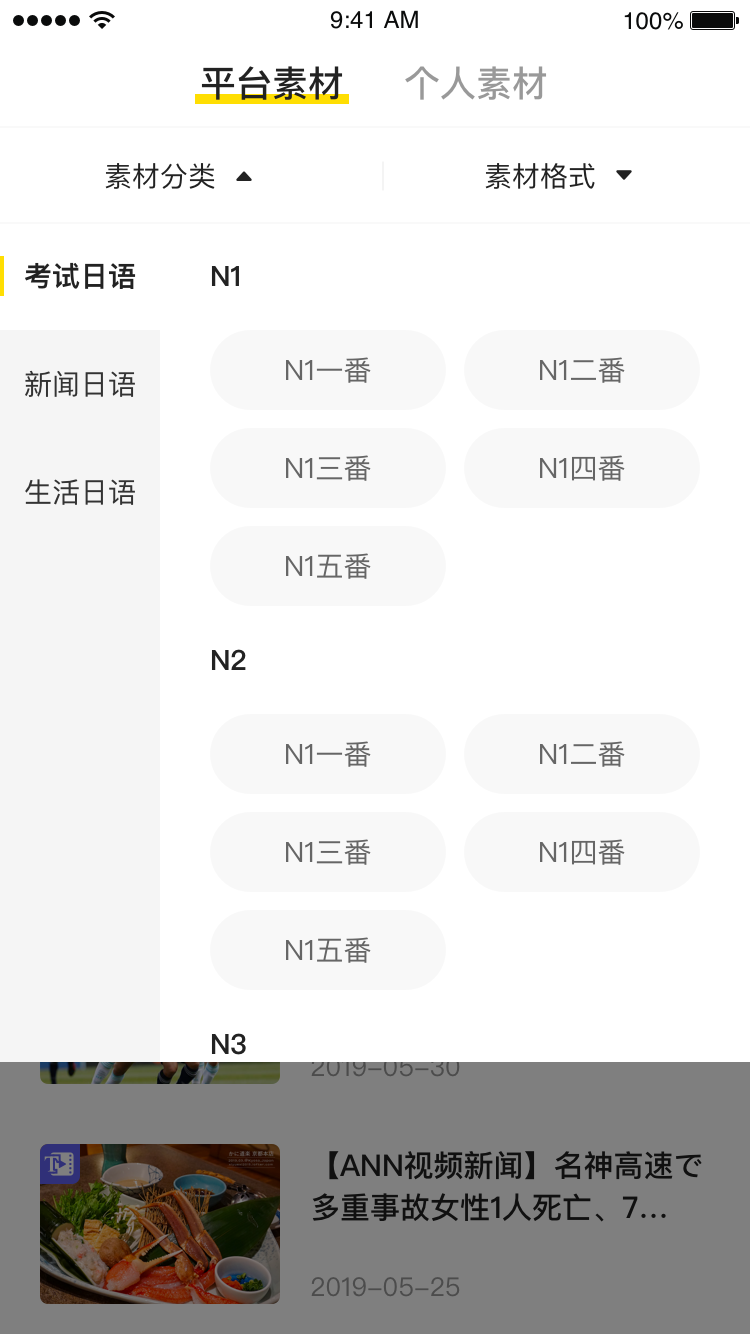 9:41 AM
100%
平台素材
个人素材
素材分类
素材格式
考试日语
新闻日语
生活日语
N1
N1一番
N1二番
N1三番
N1四番
N1五番
N2
N1一番
N1二番
N1三番
N1四番
N1五番
N3
2019-05-30
【ANN视频新闻】名神高速で
多重事故女性1人死亡、7...
2019-05-25